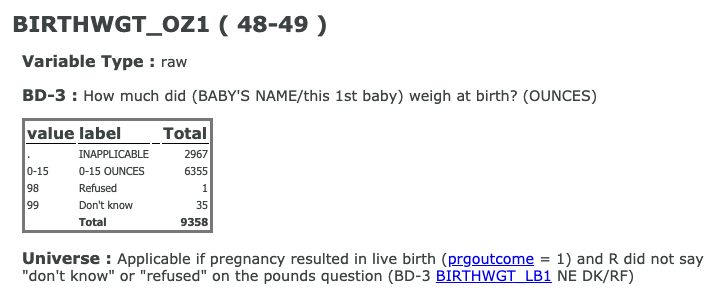 BIRTHWGT_OZ1 ( 48-49 )
Variable Type : raw
BD-3 : How much did (BABY'S NAME/this 1st baby) weigh at birth? (OUNCES)
value label Total
. INAPPLICABLE 2967
0-15 0-15 OUNCES 6355
98 Refused 1
99 Don't know 35
Total 9358
Universe : Applicable if pregnancy resulted in live birth (prgoutcome = 1) and R did not say
"don't know" or "refused" on the pounds question (BD-3 BIRTHWGT_LB1 NE DK/RF)